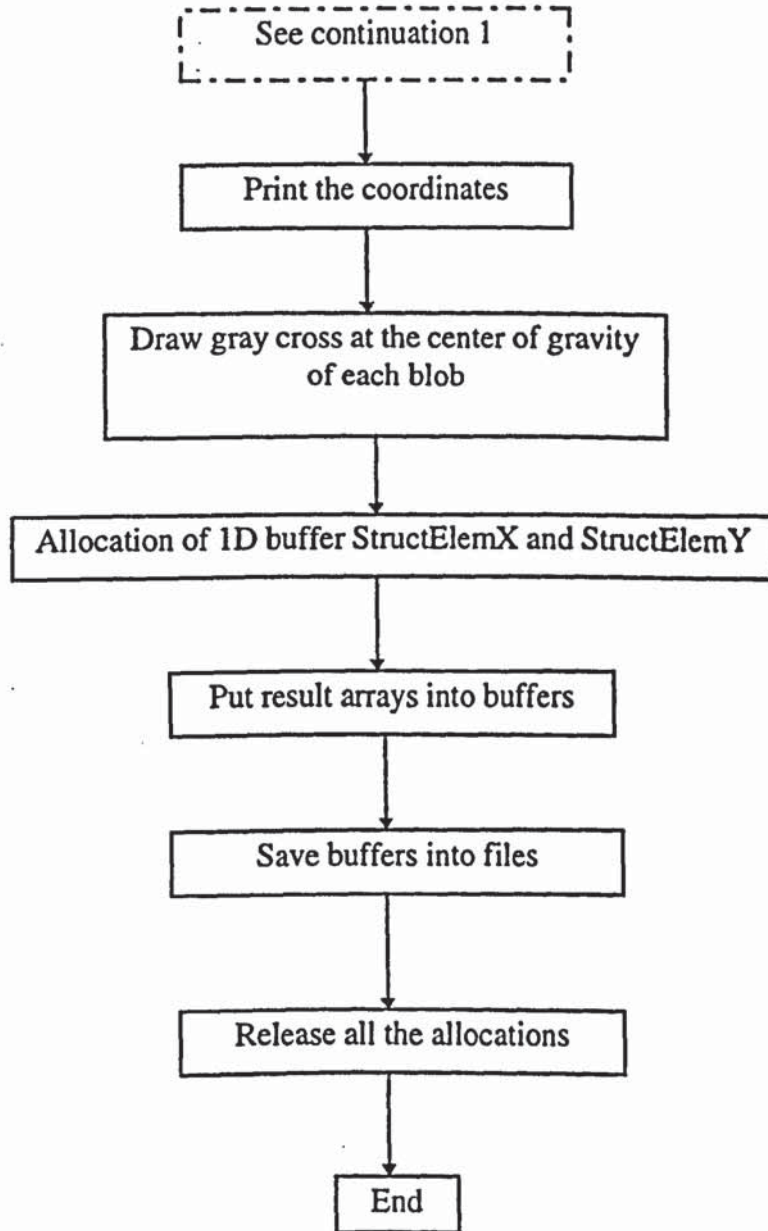 See continuation 1
Print the coordinates
Draw gray cross at the center of gravity
of each blob
Allocation of 1D buffer StructElemX and StructElemY
Put result arrays into buffers
Save buffers into files
Release all the allocations
End